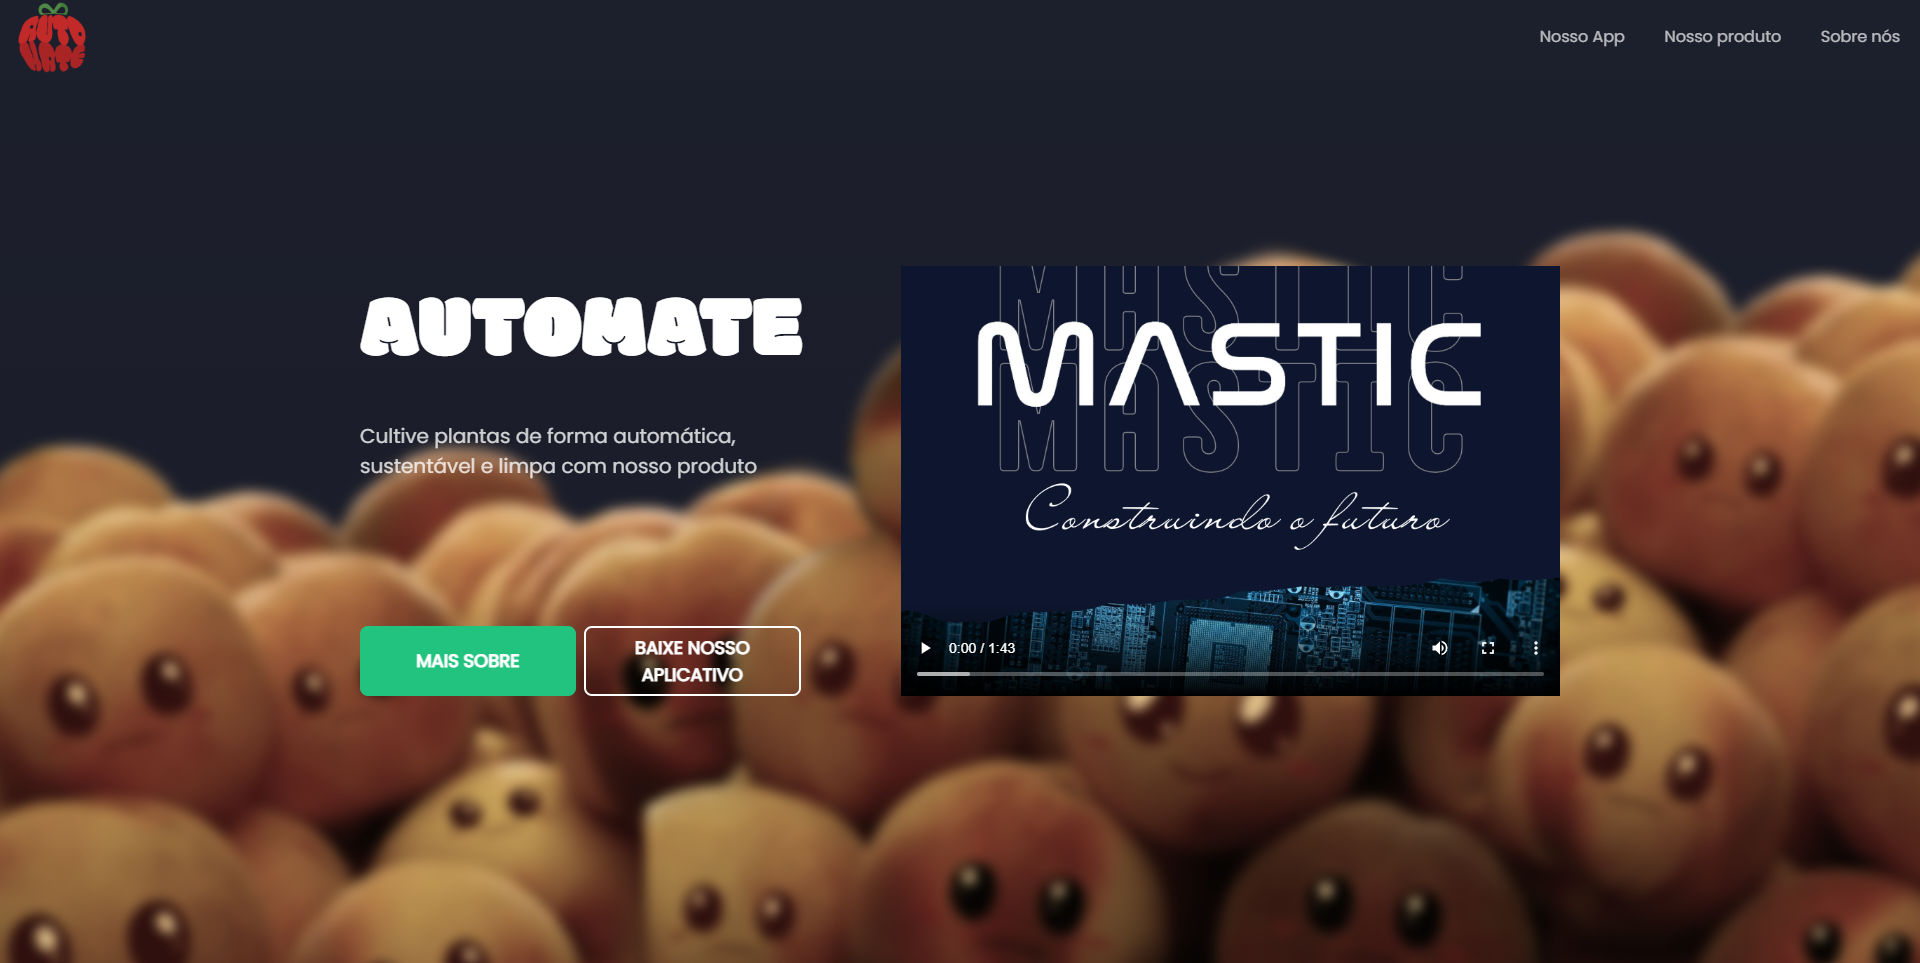 AUTO
MATE
Nosso App
Nosso produto
Sobre nós
AUTOMATE
Cultive plantas de forma automática,
sustentável e limpa com nosso produto
MAIS SOBRE
BAIXE NOSSO
APLICATIVO
MASTIC
MASTIC
MASTIC
Construindo o futuro
0:00 / 1:43